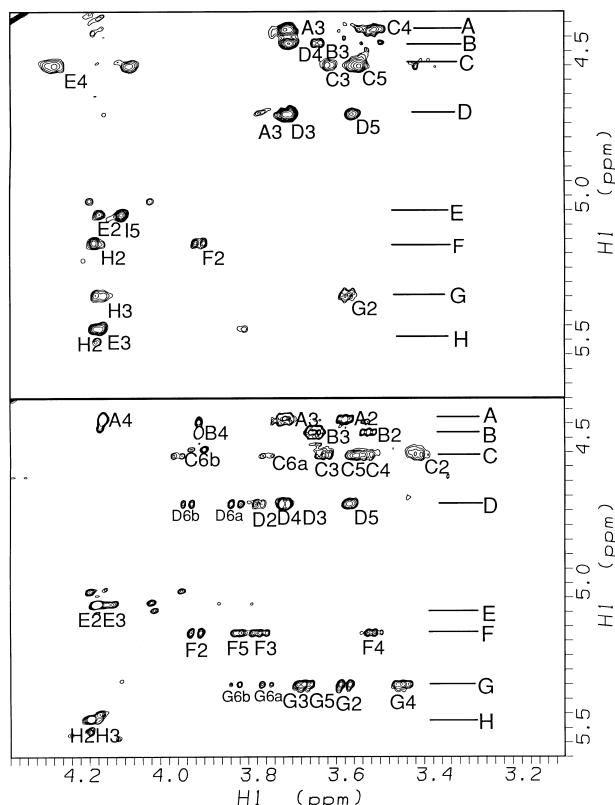 A3
C4
A
4.5
D4
B3
B
C
E4
C3
C5
D
A3
D3
D5
5.0
H1 (ppm)
E
E2
I5
F
H2
F2
H3
G2
G
H2
E3
H
5.5
A4
A3
A2
A
4.5
B4
B3
B2
B
C
C6b
C6a
C3
C5
C4
C2
D6b
D6a
D2
D4
D3
D5
D
5.0
H1 (ppm)
E2
E3
E
F
F2
F5
F3
F4
G
G6b
G6a
G3
G5
G2
G4
H2
H3
H
5.5
4.2
4.0
3.8
3.6
3.4
3.2
H1 (ppm)